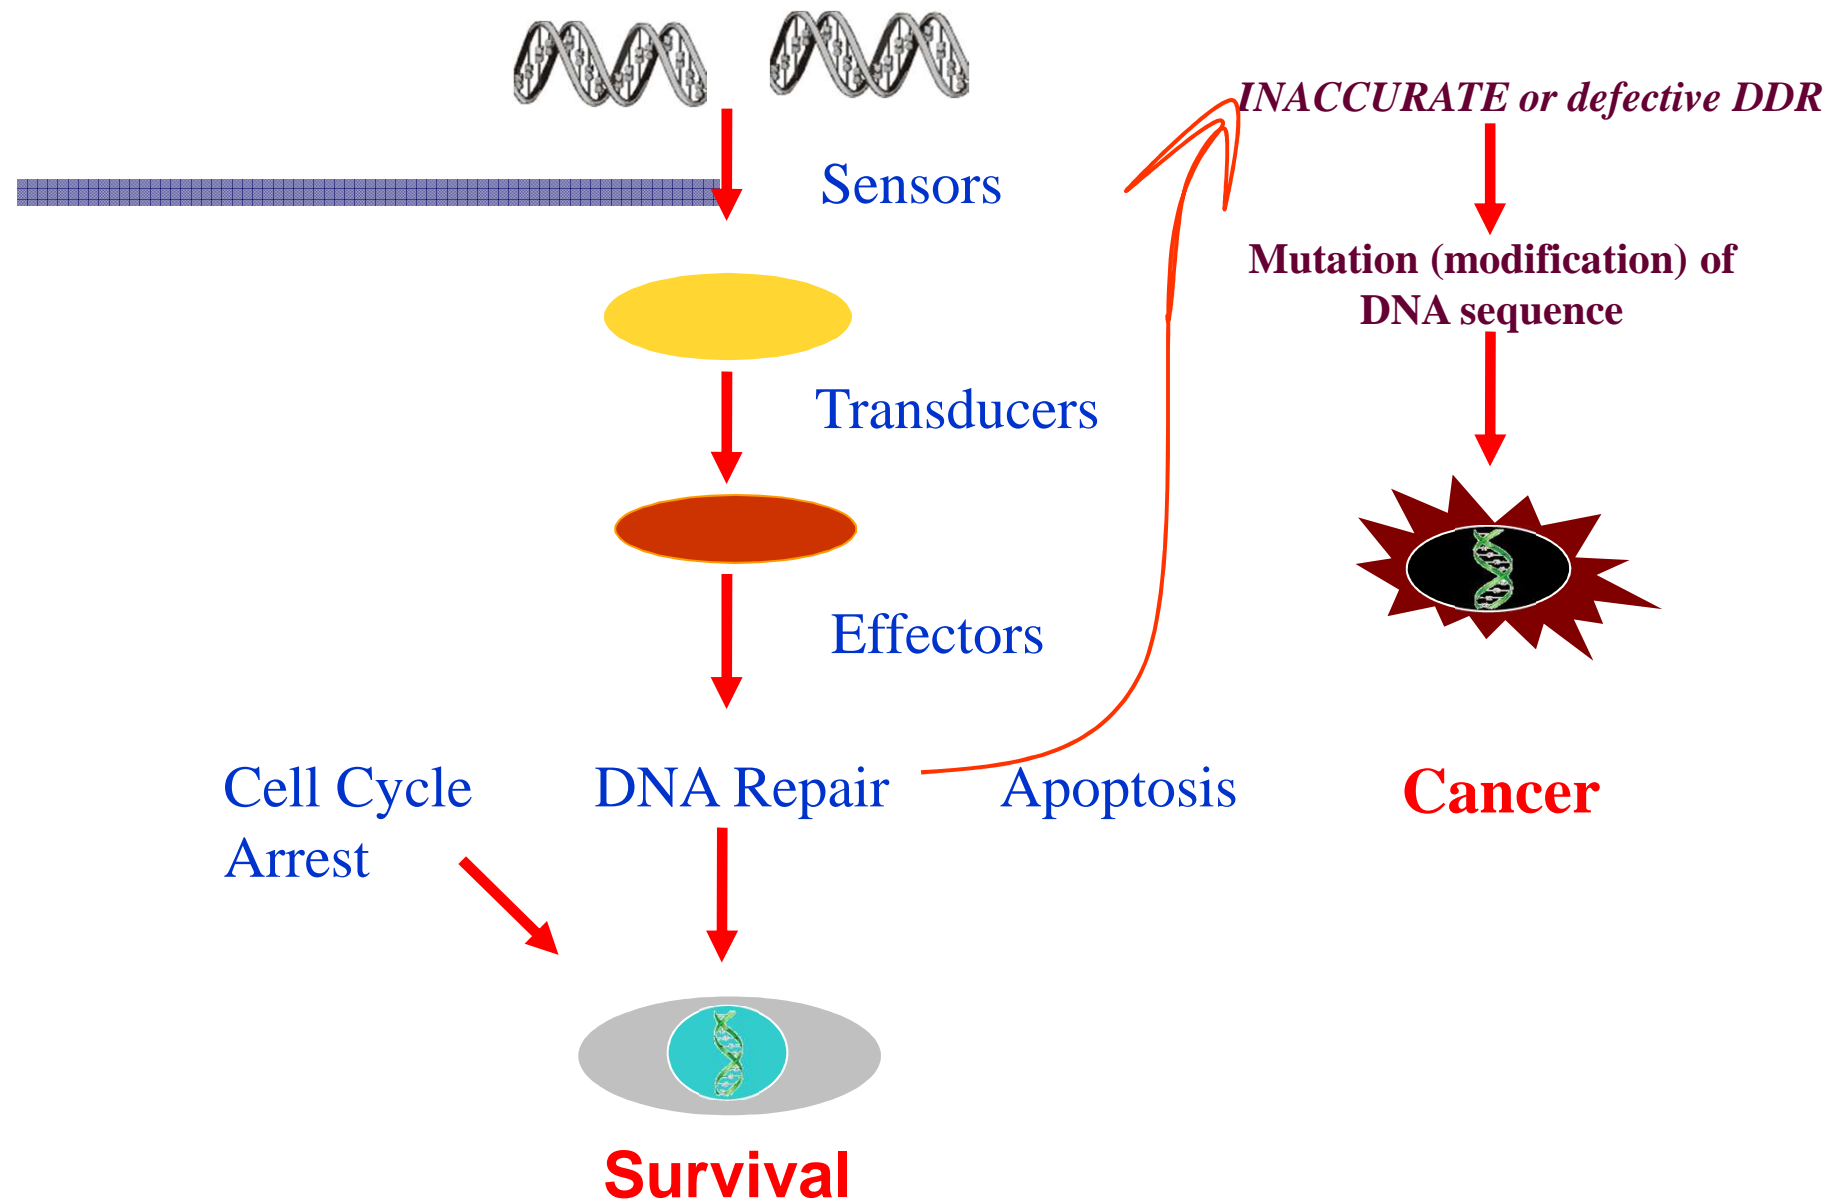 INACCURATE or defective DDR
Sensors
Mutation (modification) of
DNA sequence
Transducers
Effectors
Cell Cycle
Arrest
DNA Repair
Apoptosis
Cancer
Survival